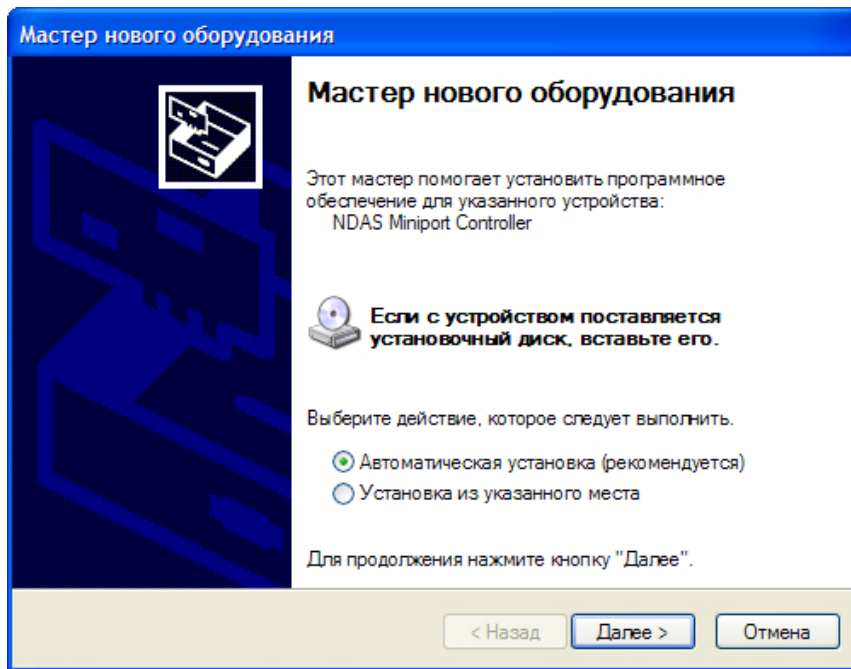 Мастер нового оборудования
Мастер нового оборудования
Этот мастер помогает установить программное
обеспечение для указанного устройства:
NDAS Miniport Controller
Если с устройством поставляется
установочный диск, вставьте его.
Выберите действие, которое следует выполнить.
Автоматическая установка (рекомендуется)
Установка из указанного места
Для продолжения нажмите кнопку "Далее".
< Назад
Далее >
Отмена